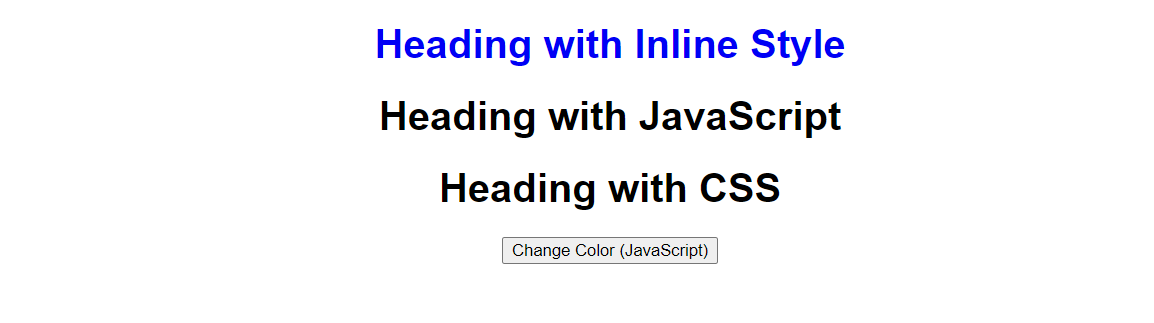 Heading with Inline Style
Heading with JavaScript
Heading with CSS
Change Color (JavaScript)